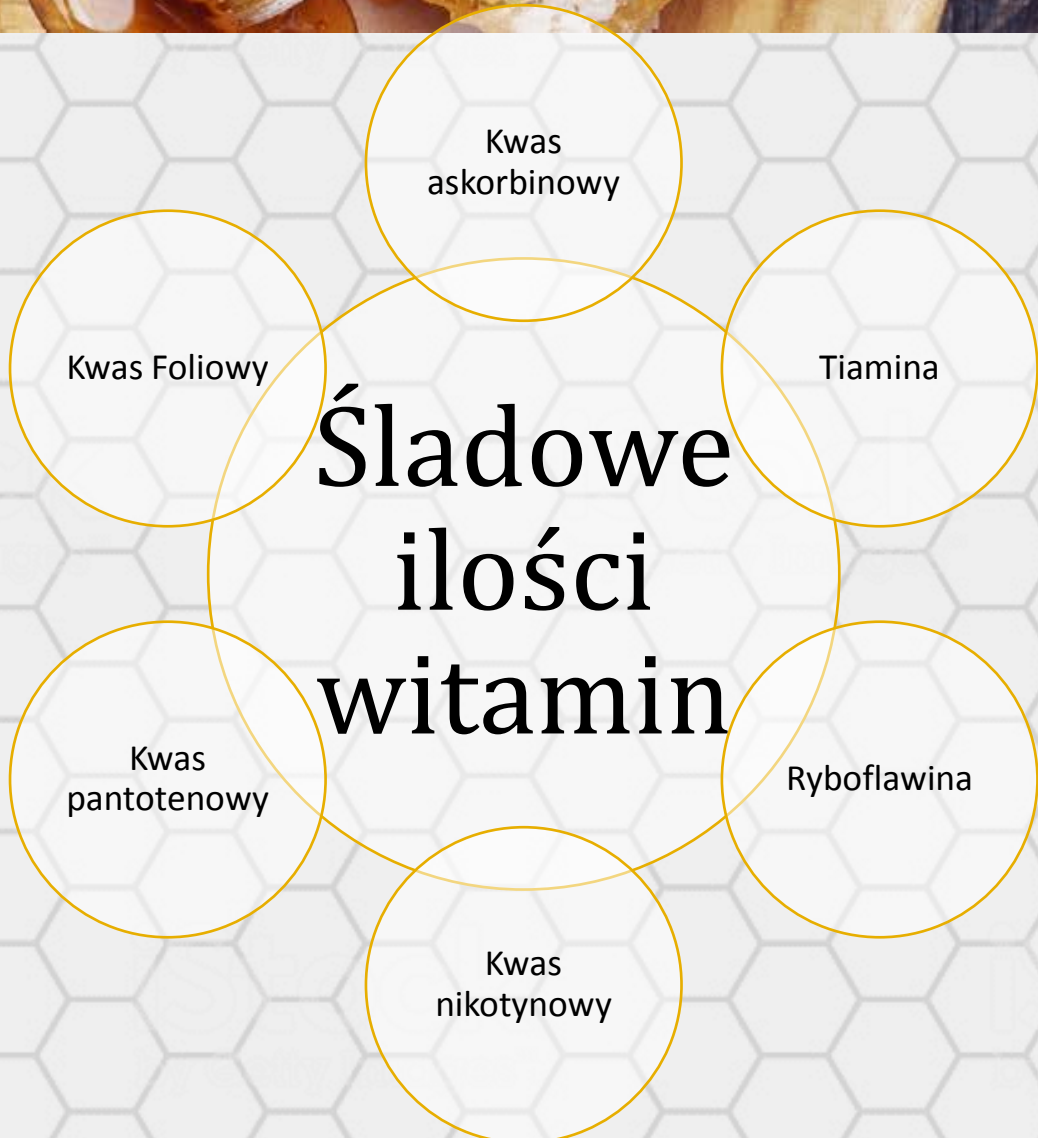 Kwas
askorbinowy
Kwas Foliowy
Tiamina
Śladowe
ilości
witamin
Kwas
pantotenowy
Ryboflawina
Kwas
nikotynowy